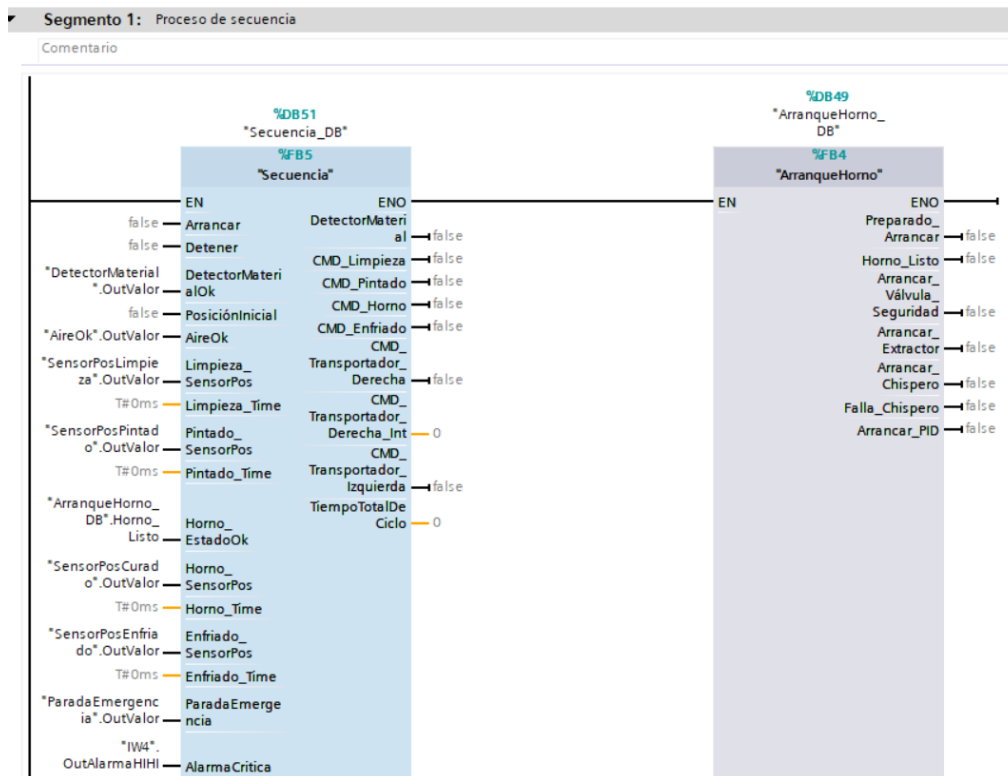 Segmento 1: Proceso de secuencia
Comentario
%DB51
"Secuencia_DB"
%FB5
"Secuencia"
EN
ENO
false
Arrancar
false
Detener
"DetectorMaterial
".OutValor
DetectorMateri
alOk
false
PosiciónInicial
"AireOk".OutValor
AireOk
"SensorPosLimpie
za".OutValor
Limpieza_
SensorPos
T#0ms
Limpieza_Time
"SensorPosPintad
o".OutValor
Pintado_
SensorPos
T#0ms
Pintado_Time
"ArranqueHorno_
DB".Horno_
Listo
Horno_
EstadoOk
"SensorPosCurad
o".OutValor
Horno_
SensorPos
T#0ms
Horno_Time
"SensorPosEnfria
do".OutValor
Enfriado_
SensorPos
T#0ms
Enfriado_Time
"ParadaEmergenc
ia".OutValor
ParadaEmerge
ncia
"IW4".
OutAlarmaHIHI
AlarmaCritica
DetectorMateri
al
false
CMD_Limpieza
false
CMD_Pintado
false
CMD_Horno
false
CMD_Enfriado
false
CMD_
Transportador_
Derecha
false
CMD_
Transportador_
Derecha_Int
0
CMD_
Transportador_
Izquierda
false
TiempoTotalDe
Ciclo
0
%DB49
"ArranqueHorno_
DB"
%FB4
"ArranqueHorno"
EN
ENO
Preparado_
Arrancar
false
Horno_Listo
false
Arrancar_
Válvula_
Seguridad
false
Arrancar_
Extractor
false
Arrancar_
Chispero
false
Falla_Chispero
false
Arrancar_PID
false